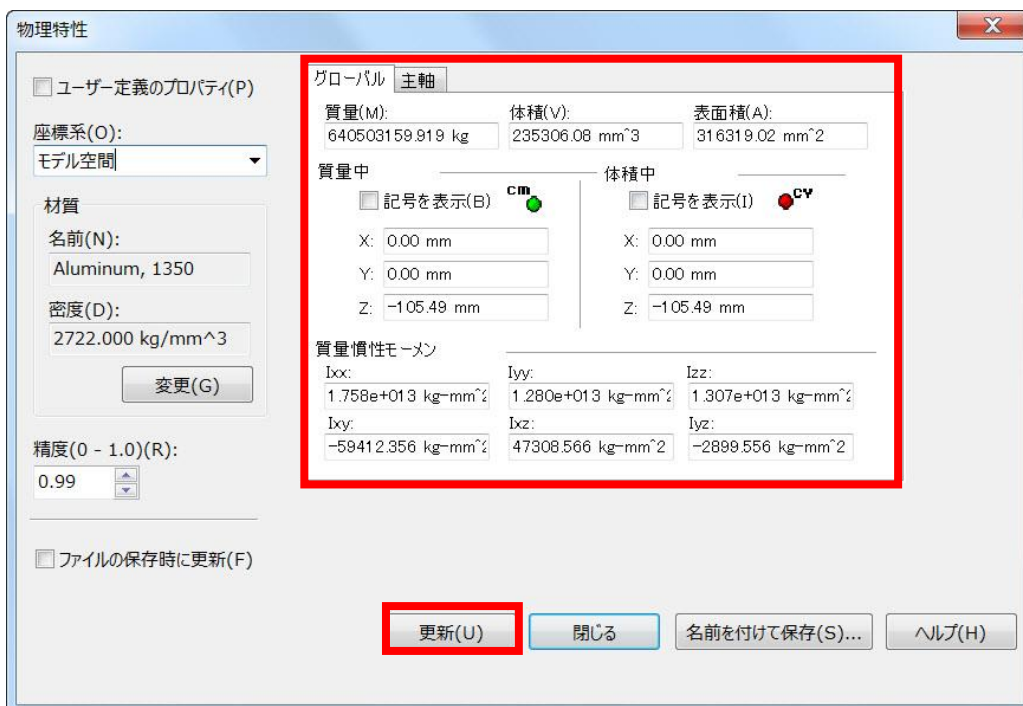 物理特性
X
ユーザー定義のプロパティ(P)
座標系(O):
モデル空間
材質
名前(N):
Aluminum, 1350
密度(D):
2722.000 kg/mm^3
変更(G)
精度(0 - 1.0)(R):
0.99
ファイルの保存時に更新(F)
グローバル 主軸
質量(M): 体積(V): 表面積(A):
640503159.919 kg 235306.08 mm^3 316319.02 mm^2
質量中 体積中
記号を表示(B) cm 記号を表示(I) CV
X: 0.00 mm X: 0.00 mm
Y: 0.00 mm Y: 0.00 mm
Z: -105.49 mm Z: -105.49 mm
質量慣性モーメン
Ixx: Iyy: Izz:
1.758e+013 kg-mm^2 1.280e+013 kg-mm^2 1.307e+013 kg-mm^2
Ixy: Ixz: Iyz:
-59412.356 kg-mm^2 47308.566 kg-mm^2 -2899.556 kg-mm^2
更新(U) 閉じる 名前を付けて保存(S)... ヘルプ(H)